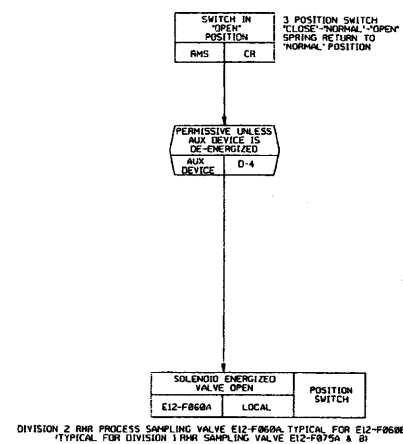 SWITCH IN
"OPEN"
POSITION
RMS CR
3 POSITION SWITCH
"CLOSE"-"NORMAL"-"OPEN"
SPRING RETURN TO
"NORMAL" POSITION
PERMISSIVE UNLESS
AUX DEVICE IS
DE-ENERGIZED
AUX
DEVICE
D-4
SOLENOID ENERGIZED
VALVE OPEN
E12-F060A LOCAL
POSITION
SWITCH
DIVISION 2 RHR PROCESS SAMPLING VALVE E12-F060A. TYPICAL FOR E12-F060B
(TYPICAL FOR DIVISION 1 RHR SAMPLING VALVE E12-F075A & B)